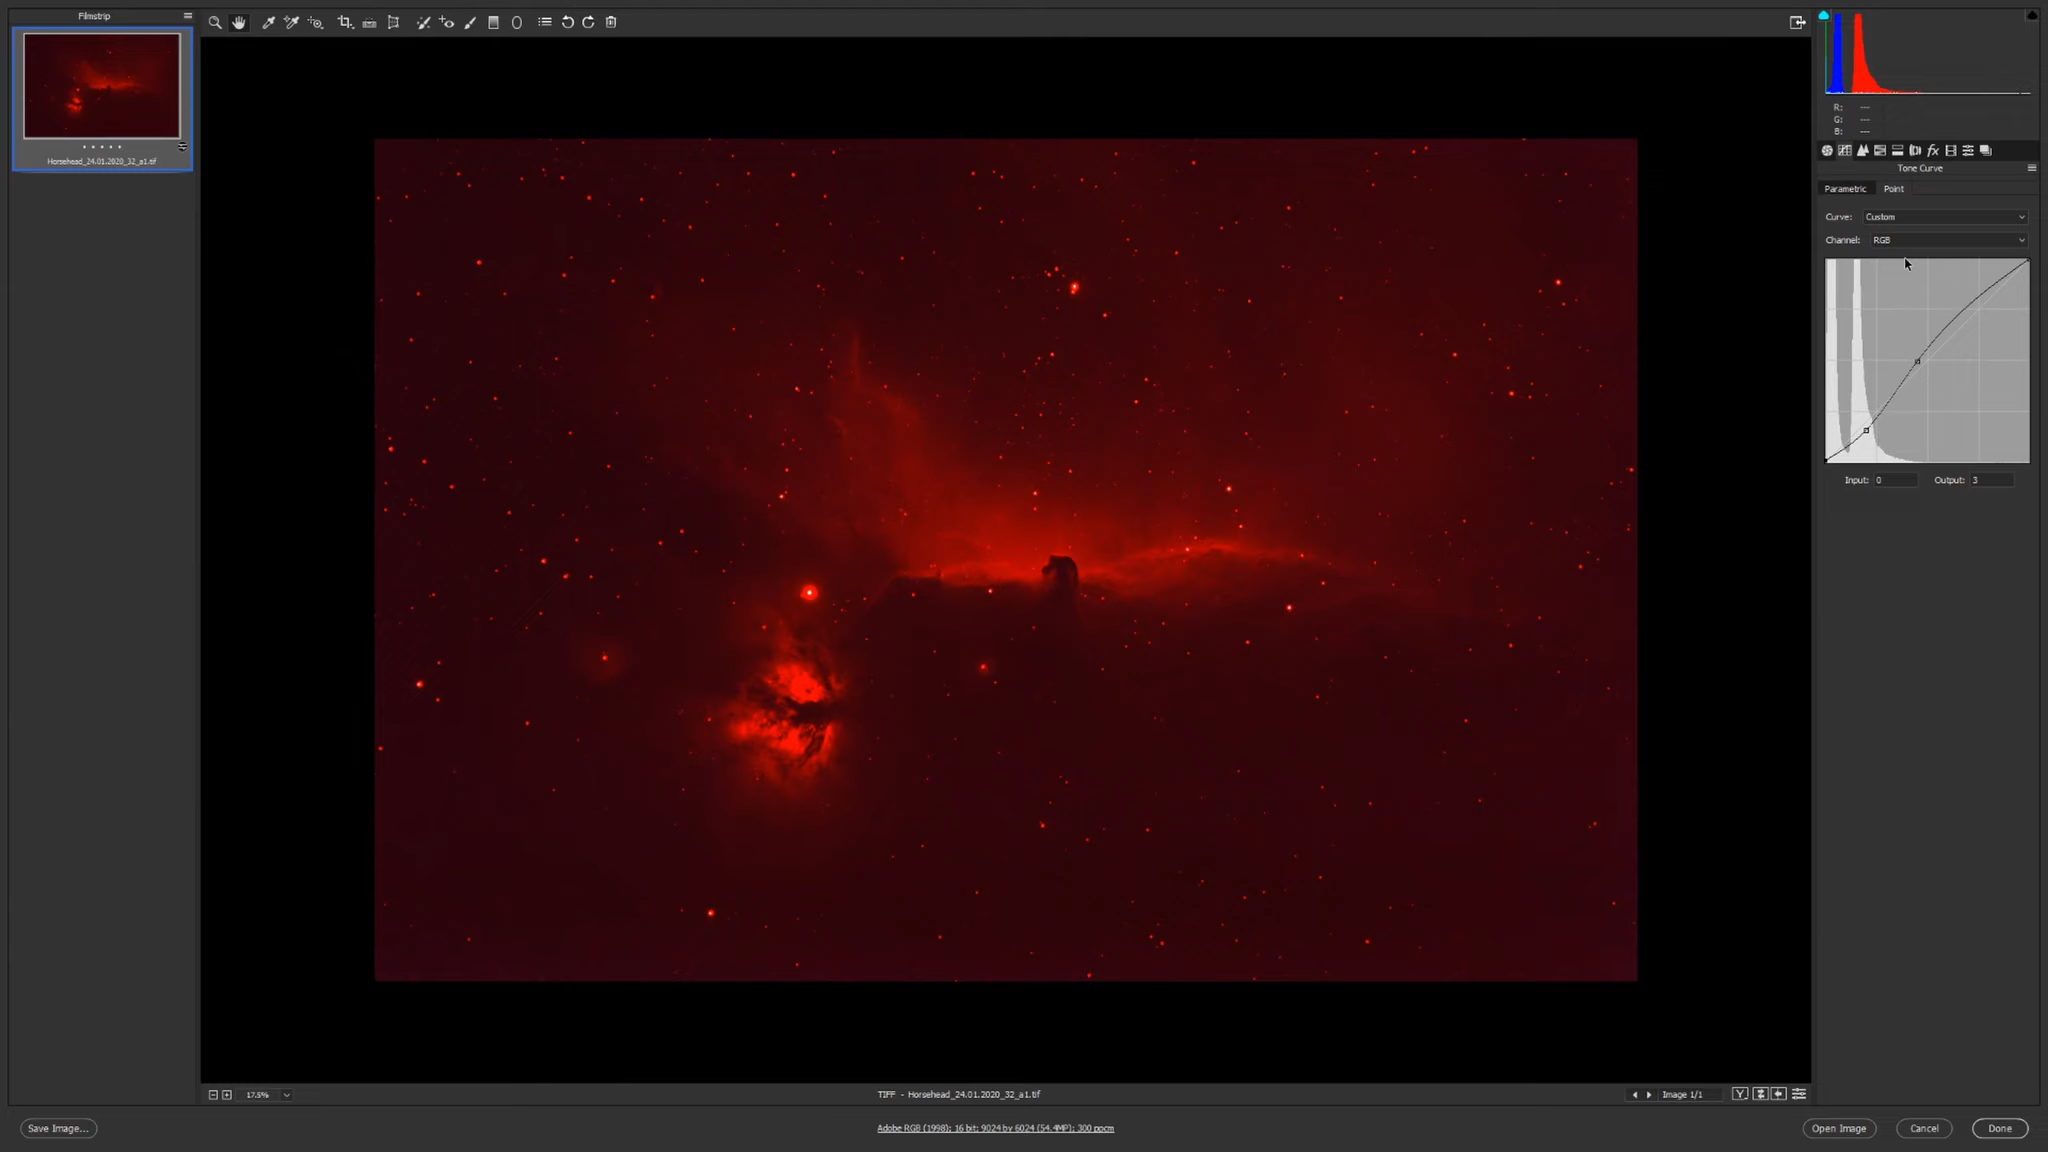 Filmstrip
Horsehead_24.01.2020_32_a1.tif
R: ---
G: ---
B: ---
fx
Tone Curve
Parametric Point
Curve: Custom
Channel: RGB
Input: 0 Output: 3
17.5%
TIFF - Horsehead_24.01.2020_32_a1.tif
Image 1/1
Y
Save Image...
Adobe RGB (1998); 16 bit; 9024 by 6024 (54.4MP); 300 ppcm
Open Image
Cancel
Done